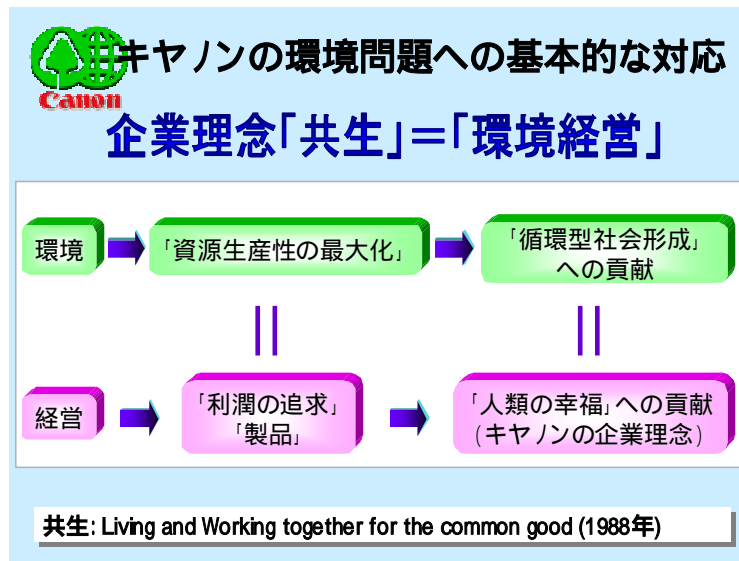 キヤノンの環境問題への基本的な対応
Canon
企業理念「共生」＝「環境経営」
環境
「資源生産性の最大化」
「循環型社会形成」
への貢献
経営
「利潤の追求」
「製品」
「人類の幸福」への貢献
(キヤノンの企業理念)
共生: Living and Working together for the common good (1988年)